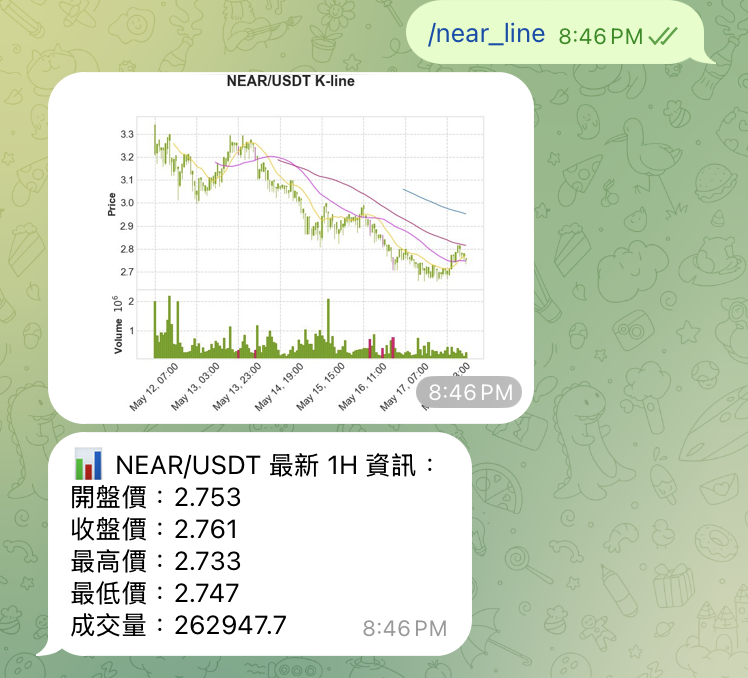 /near_line 8:46 PM
NEAR/USDT K-line
3.3
3.2
3.1
3.0
2.9
2.8
2.7
Price
2
1
Volume 10^6
May 12, 07:00
May 13, 03:00
May 13, 23:00
May 14, 19:00
May 15, 15:00
May 16, 11:00
May 17, 07:00
8:46 PM
📊 NEAR/USDT 最新 1H 資訊：
開盤價：2.753
收盤價：2.761
最高價：2.733
最低價：2.747
成交量：262947.7
8:46 PM